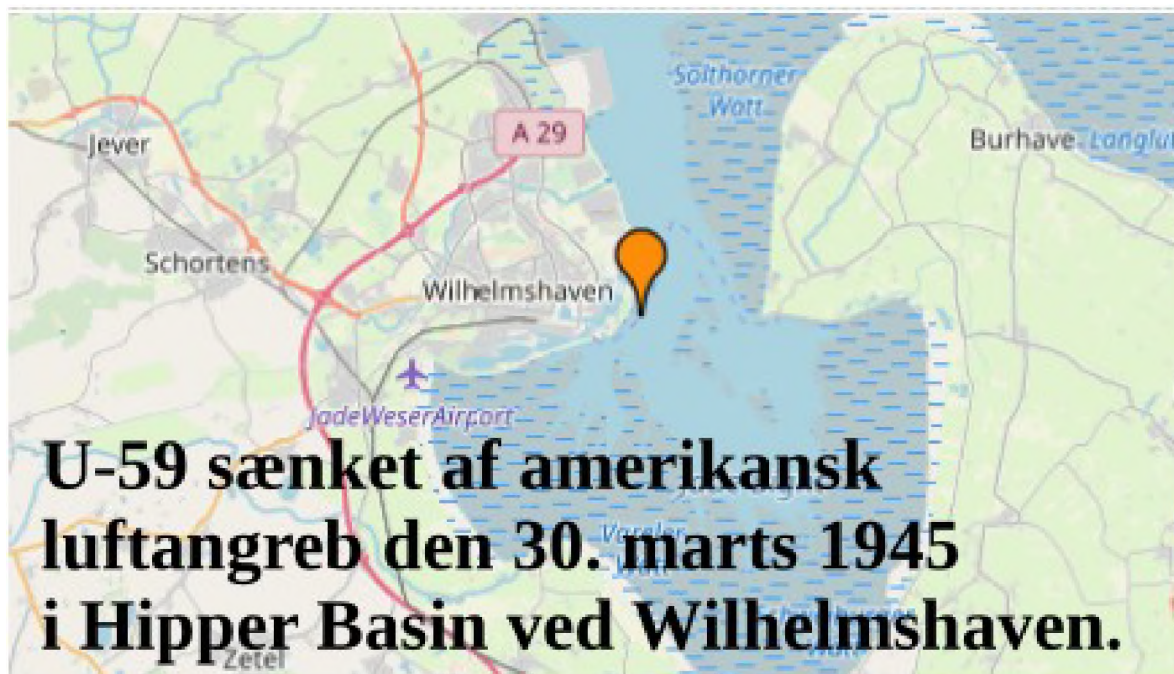 Solthorner
Watt
A 29
Jever
Burhave
Schortens
Wilhelmshaven
JadeWeserAirport
U-59 sænket af amerikansk
luftangreb den 30. marts 1945
i Hipper Basin ved Wilhelmshaven.
Zetel